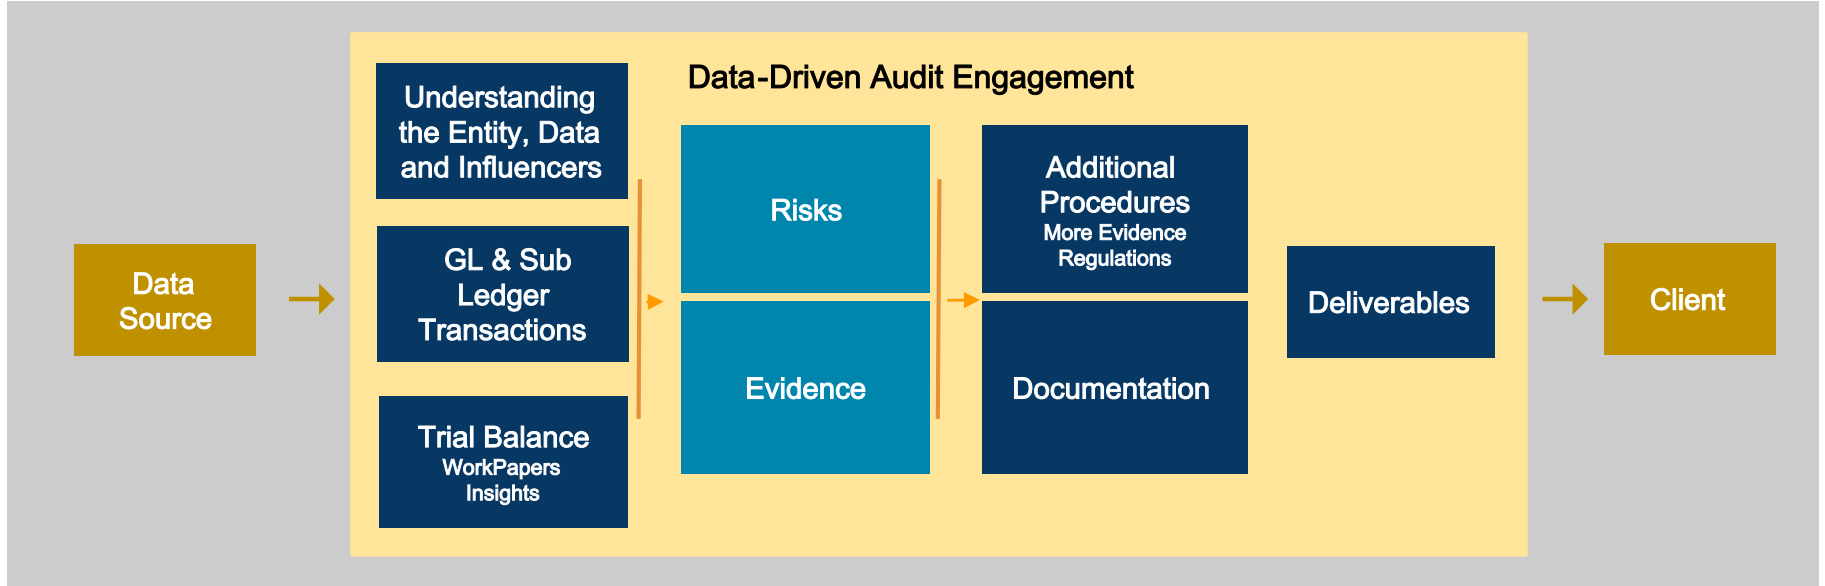 Data-Driven Audit Engagement
Data
Source
Understanding
the Entity, Data
and Influencers
GL & Sub
Ledger
Transactions
Trial Balance
WorkPapers
Insights
Risks
Evidence
Additional
Procedures
More Evidence
Regulations
Documentation
Deliverables
Client